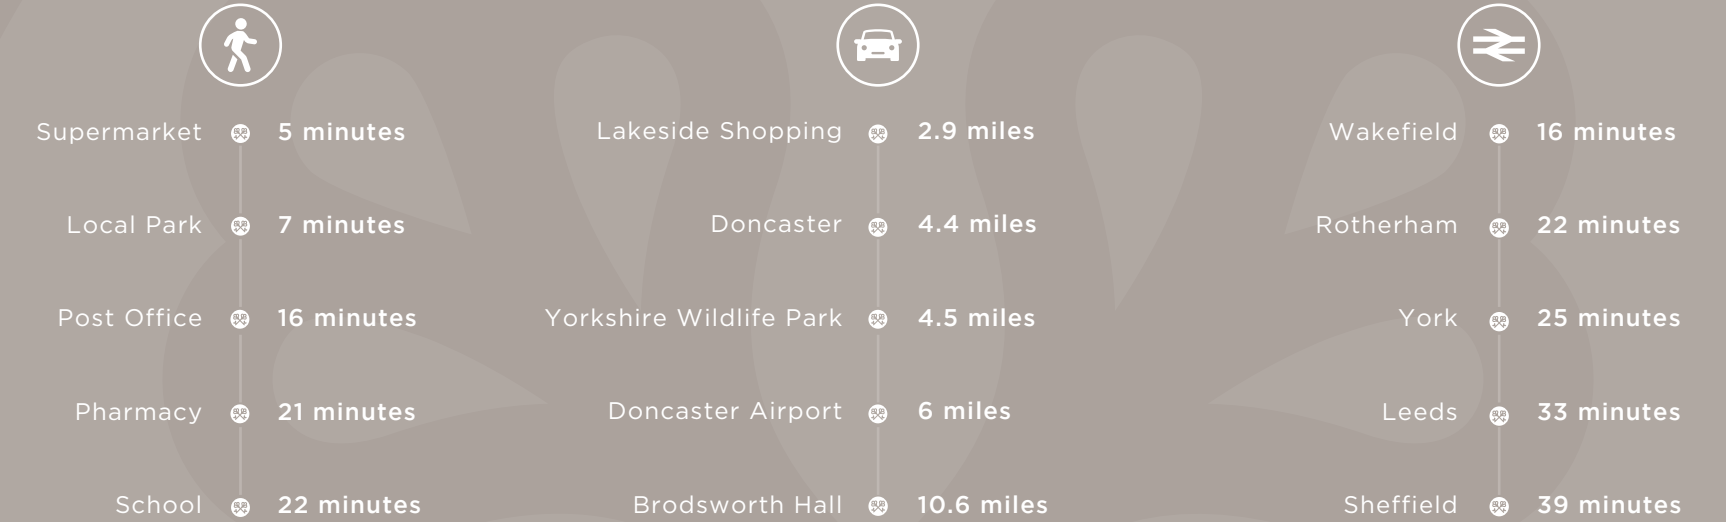 Supermarket 5 minutes
Local Park 7 minutes
Post Office 16 minutes
Pharmacy 21 minutes
School 22 minutes
Lakeside Shopping 2.9 miles
Doncaster 4.4 miles
Yorkshire Wildlife Park 4.5 miles
Doncaster Airport 6 miles
Brodsworth Hall 10.6 miles
Wakefield 16 minutes
Rotherham 22 minutes
York 25 minutes
Leeds 33 minutes
Sheffield 39 minutes